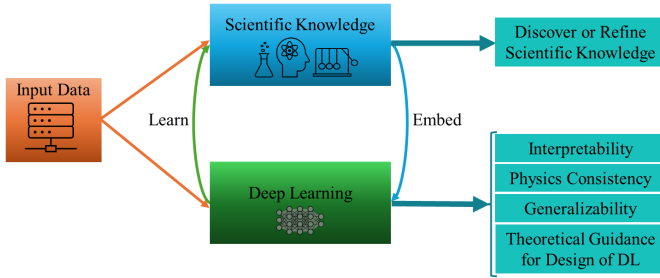 Scientific Knowledge
Discover or Refine
Scientific Knowledge
Input Data
Learn
Embed
Interpretability
Physics Consistency
Generalizability
Theoretical Guidance
for Design of DL
Deep Learning